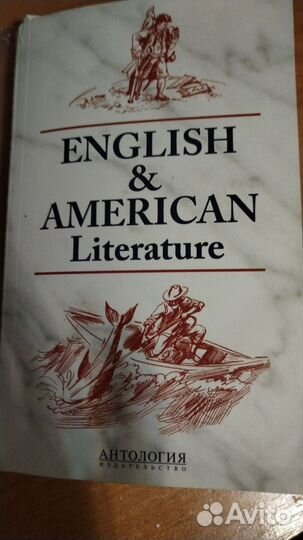 ENGLISH
&
AMERICAN
Literature
АНТОЛОГИЯ
ИЗДАТЕЛЬСТВО
Avito